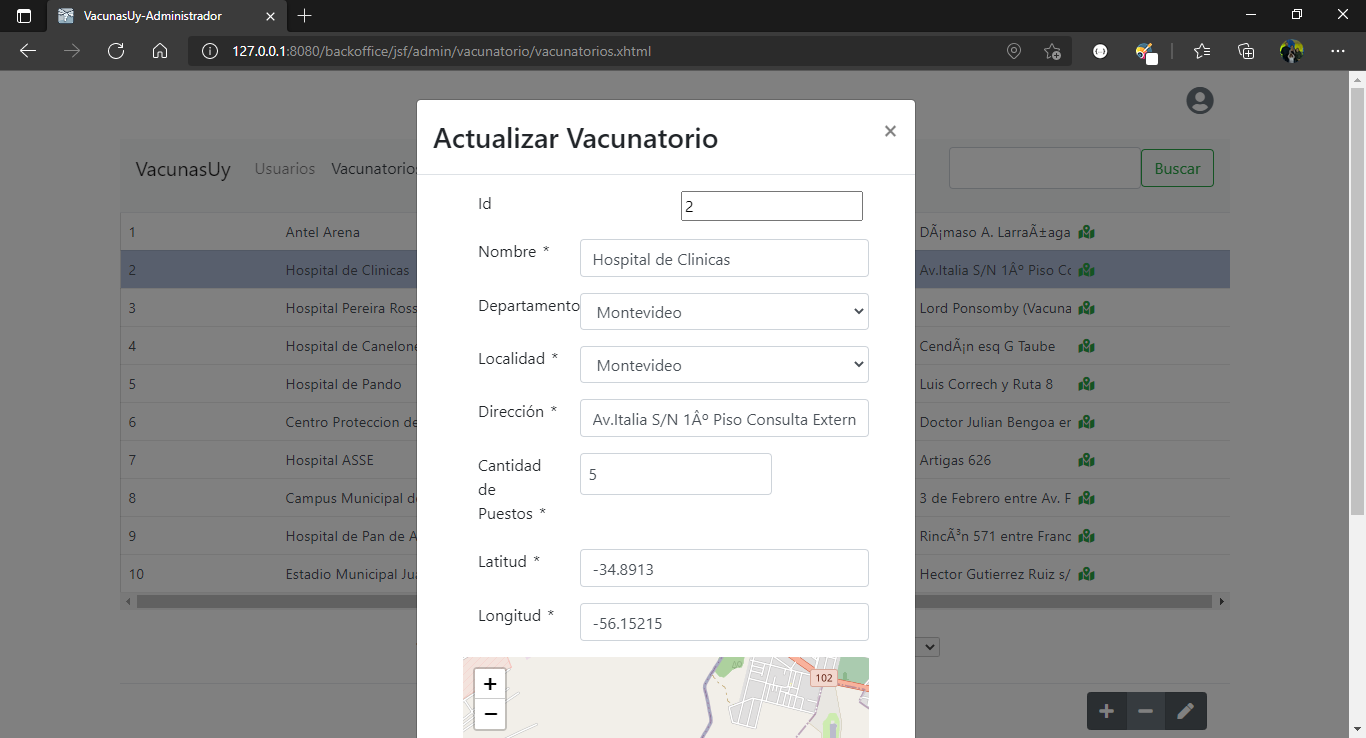 VacunasUy-Administrador
127.0.0.1:8080/backoffice/jsf/admin/vacunatorio/vacunatorios.xhtml
Actualizar Vacunatorio
VacunasUy Usuarios Vacunatorios
Buscar
Id 2
Nombre * Hospital de Clinicas
Departamento Montevideo
Localidad * Montevideo
Dirección * Av.Italia S/N 1Âº Piso Consulta Extern
Cantidad
de
Puestos * 5
Latitud * -34.8913
Longitud * -56.15215
102
1 Antel Arena DÃ¡maso A. LarraÃ±aga
2 Hospital de Clinicas Av.Italia S/N 1Âº Piso Cc
3 Hospital Pereira Ross Lord Ponsomby (Vacuna
4 Hospital de Canelone CendÃ¡n esq G Taube
5 Hospital de Pando Luis Correch y Ruta 8
6 Centro Proteccion de Doctor Julian Bengoa er
7 Hospital ASSE Artigas 626
8 Campus Municipal d 3 de Febrero entre Av. F
9 Hospital de Pan de A RincÃ³n 571 entre Franc
10 Estadio Municipal Jua Hector Gutierrez Ruiz s/